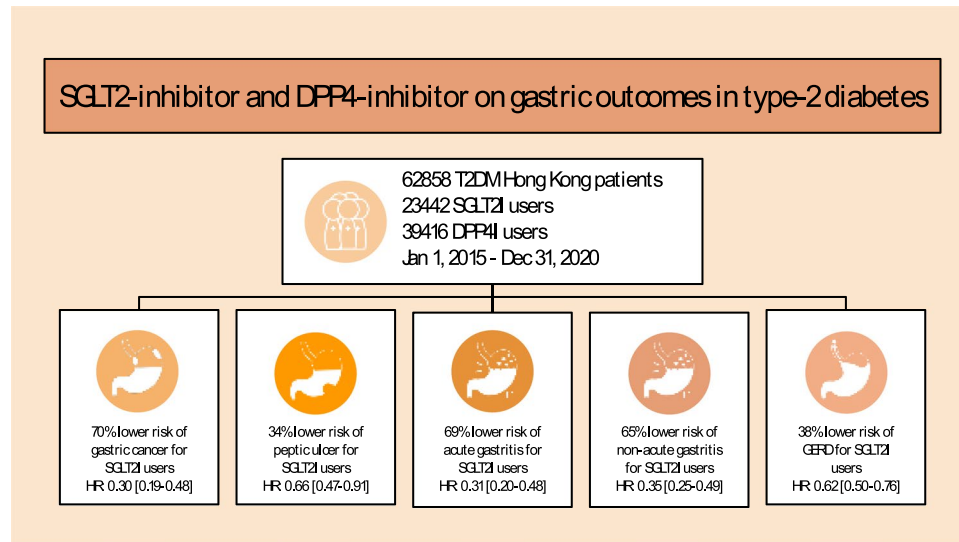 SGLT2-inhibitor and DPP4-inhibitor on gastric outcomes in type-2 diabetes
62858 T2DM Hong Kong patients
23442 SGLT2I users
39416 DPP4I users
Jan 1, 2015 - Dec 31, 2020
70% lower risk of
gastric cancer for
SGLT2I users
HR: 0.30 [0.19-0.48]
34% lower risk of
peptic ulcer for
SGLT2I users
HR: 0.66 [0.47-0.91]
69% lower risk of
acute gastritis for
SGLT2I users
HR: 0.31 [0.20-0.48]
65% lower risk of
non-acute gastritis
for SGLT2I users
HR: 0.35 [0.25-0.49]
38% lower risk of
GERD for SGLT2I
users
HR: 0.62 [0.50-0.76]